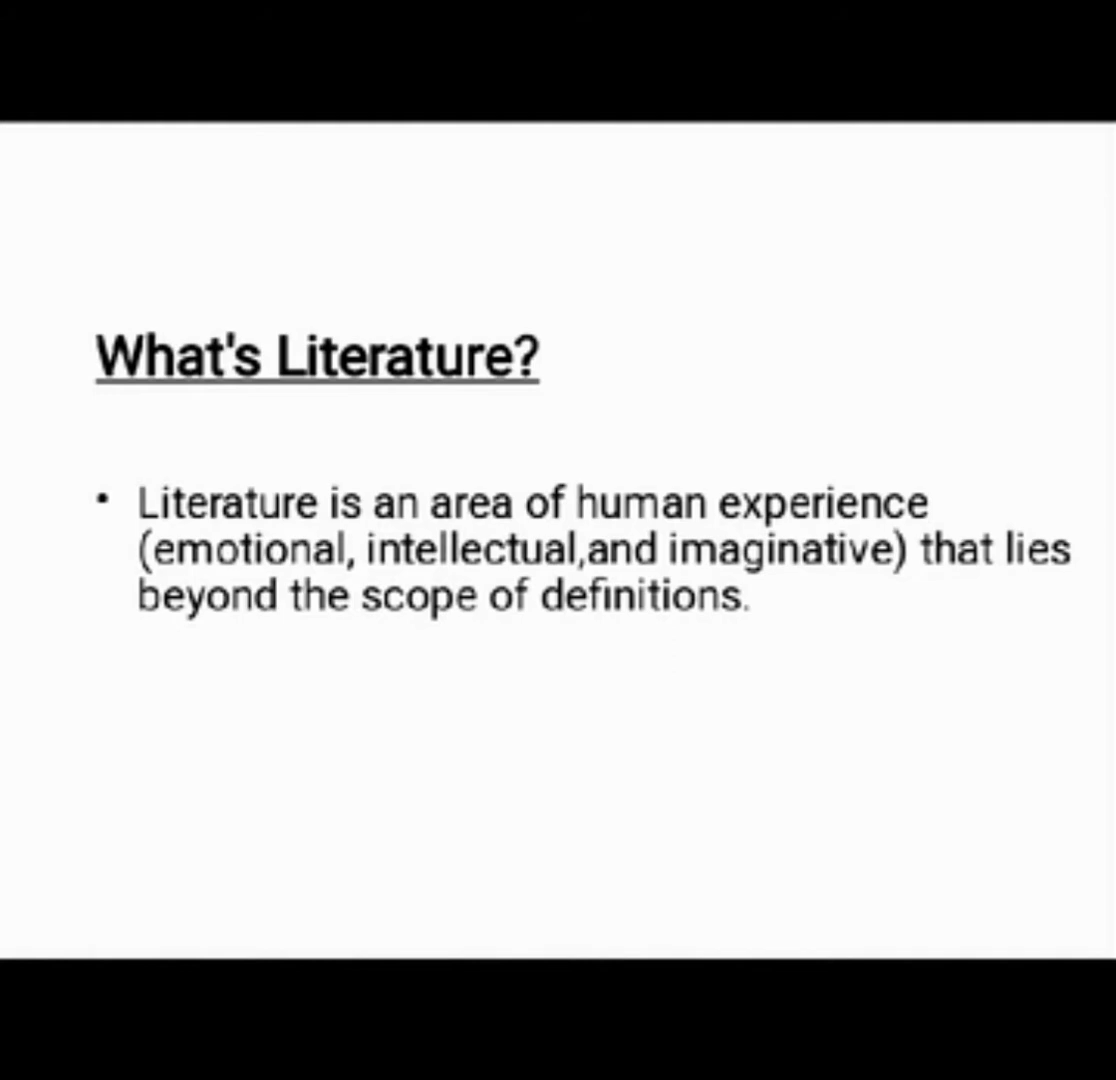 What's Literature?
• Literature is an area of human experience
(emotional, intellectual,and imaginative) that lies
beyond the scope of definitions.